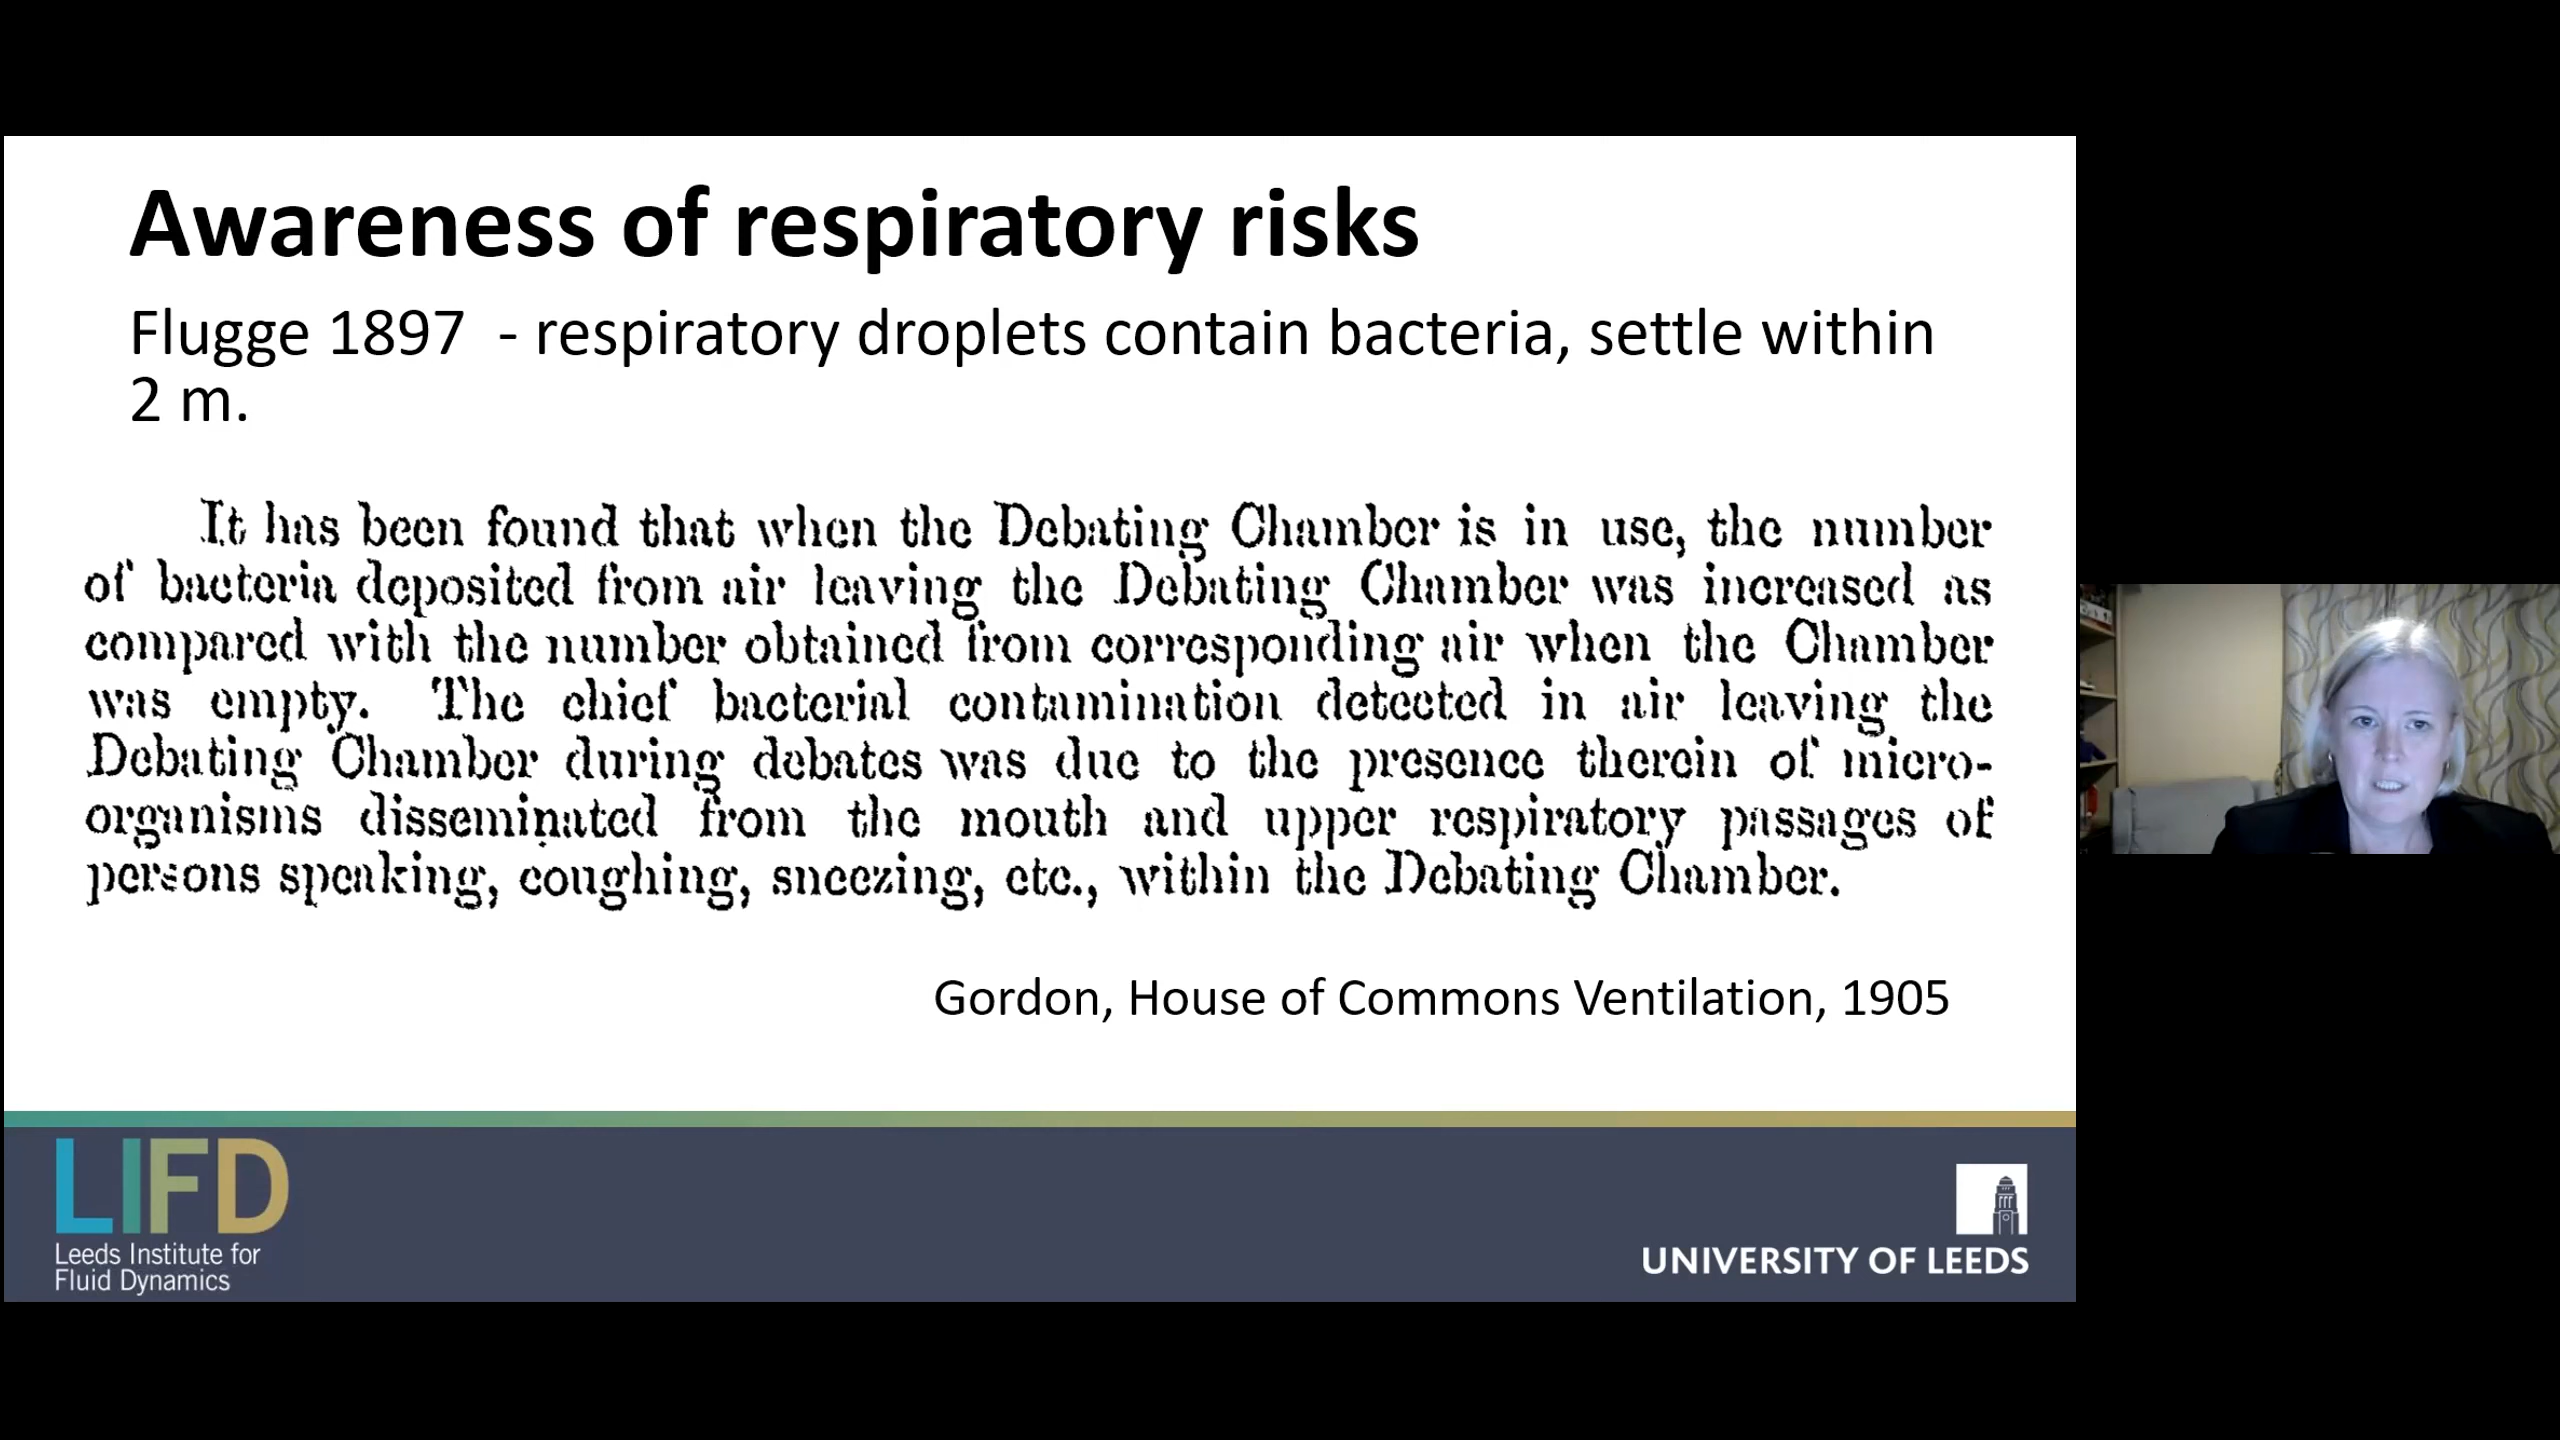 Awareness of respiratory risks
Flugge 1897  - respiratory droplets contain bacteria, settle within
2 m.
It has been found that when the Debating Chamber is in use, the number
of bacteria deposited from air leaving the Debating Chamber was increased as
compared with the number obtained from corresponding air when the Chamber
was empty. The chief bacterial contamination detected in air leaving the
Debating Chamber during debates was due to the presence therein of micro-
organisms disseminated from the mouth and upper respiratory passages of
persons speaking, coughing, sneezing, etc., within the Debating Chamber.
Gordon, House of Commons Ventilation, 1905
LIFD
Leeds Institute for
Fluid Dynamics
UNIVERSITY OF LEEDS